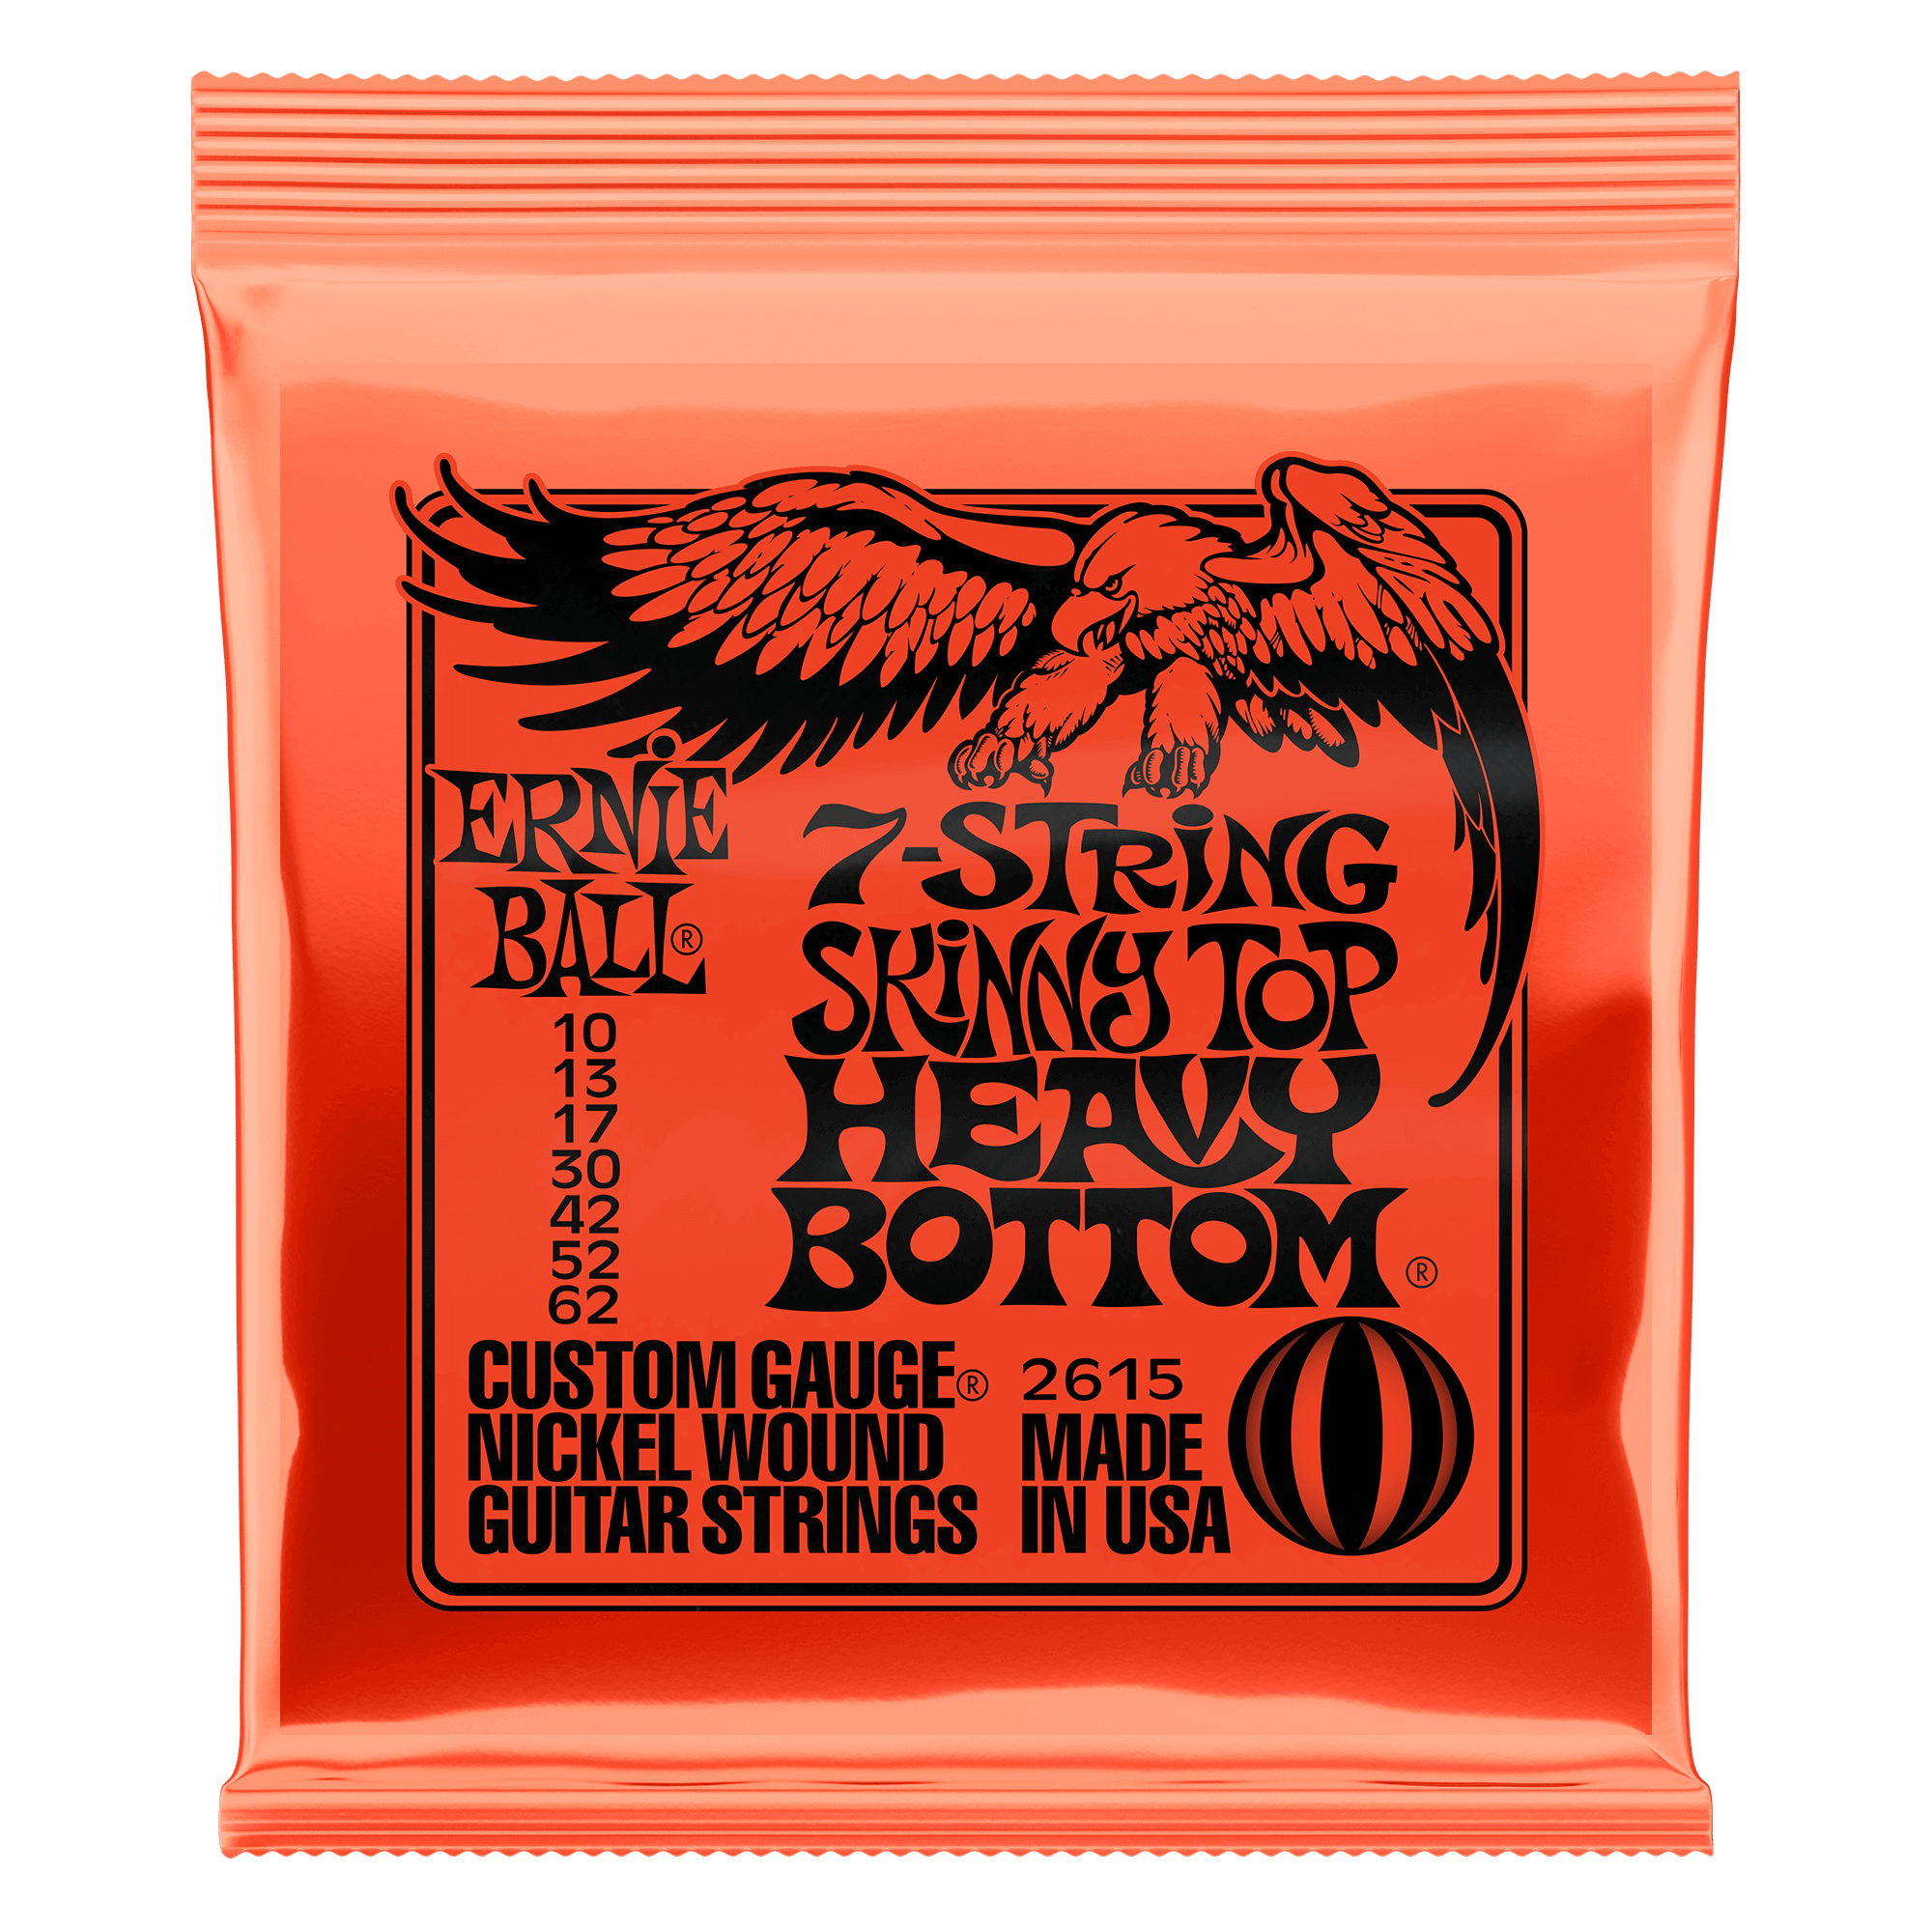 ERNiE
BALL®
10
13
17
30
42
52
62
7-STRiNG
SKiNNY TOP
HEAVY
BOTTOM®
CUSTOM GAUGE®
NICKEL WOUND
GUITAR STRINGS
2615
MADE
IN USA